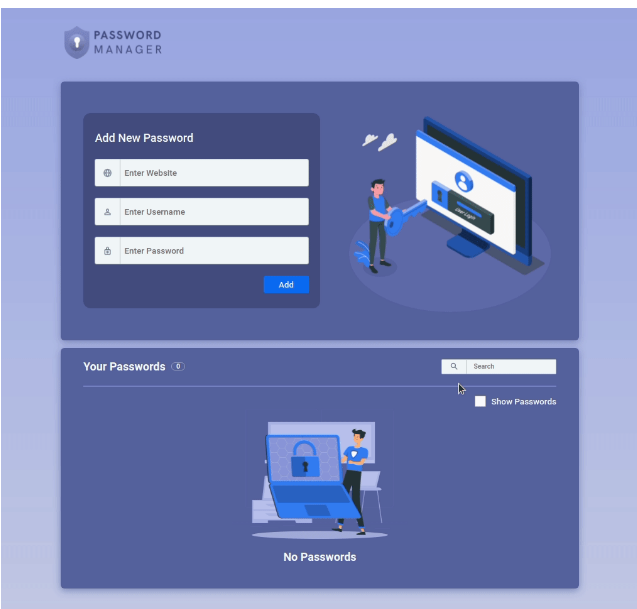 PASSWORD
MANAGER
Add New Password
Enter Website
Enter Username
Enter Password
Add
User Login
Your Passwords 0
Search
Show Passwords
No Passwords